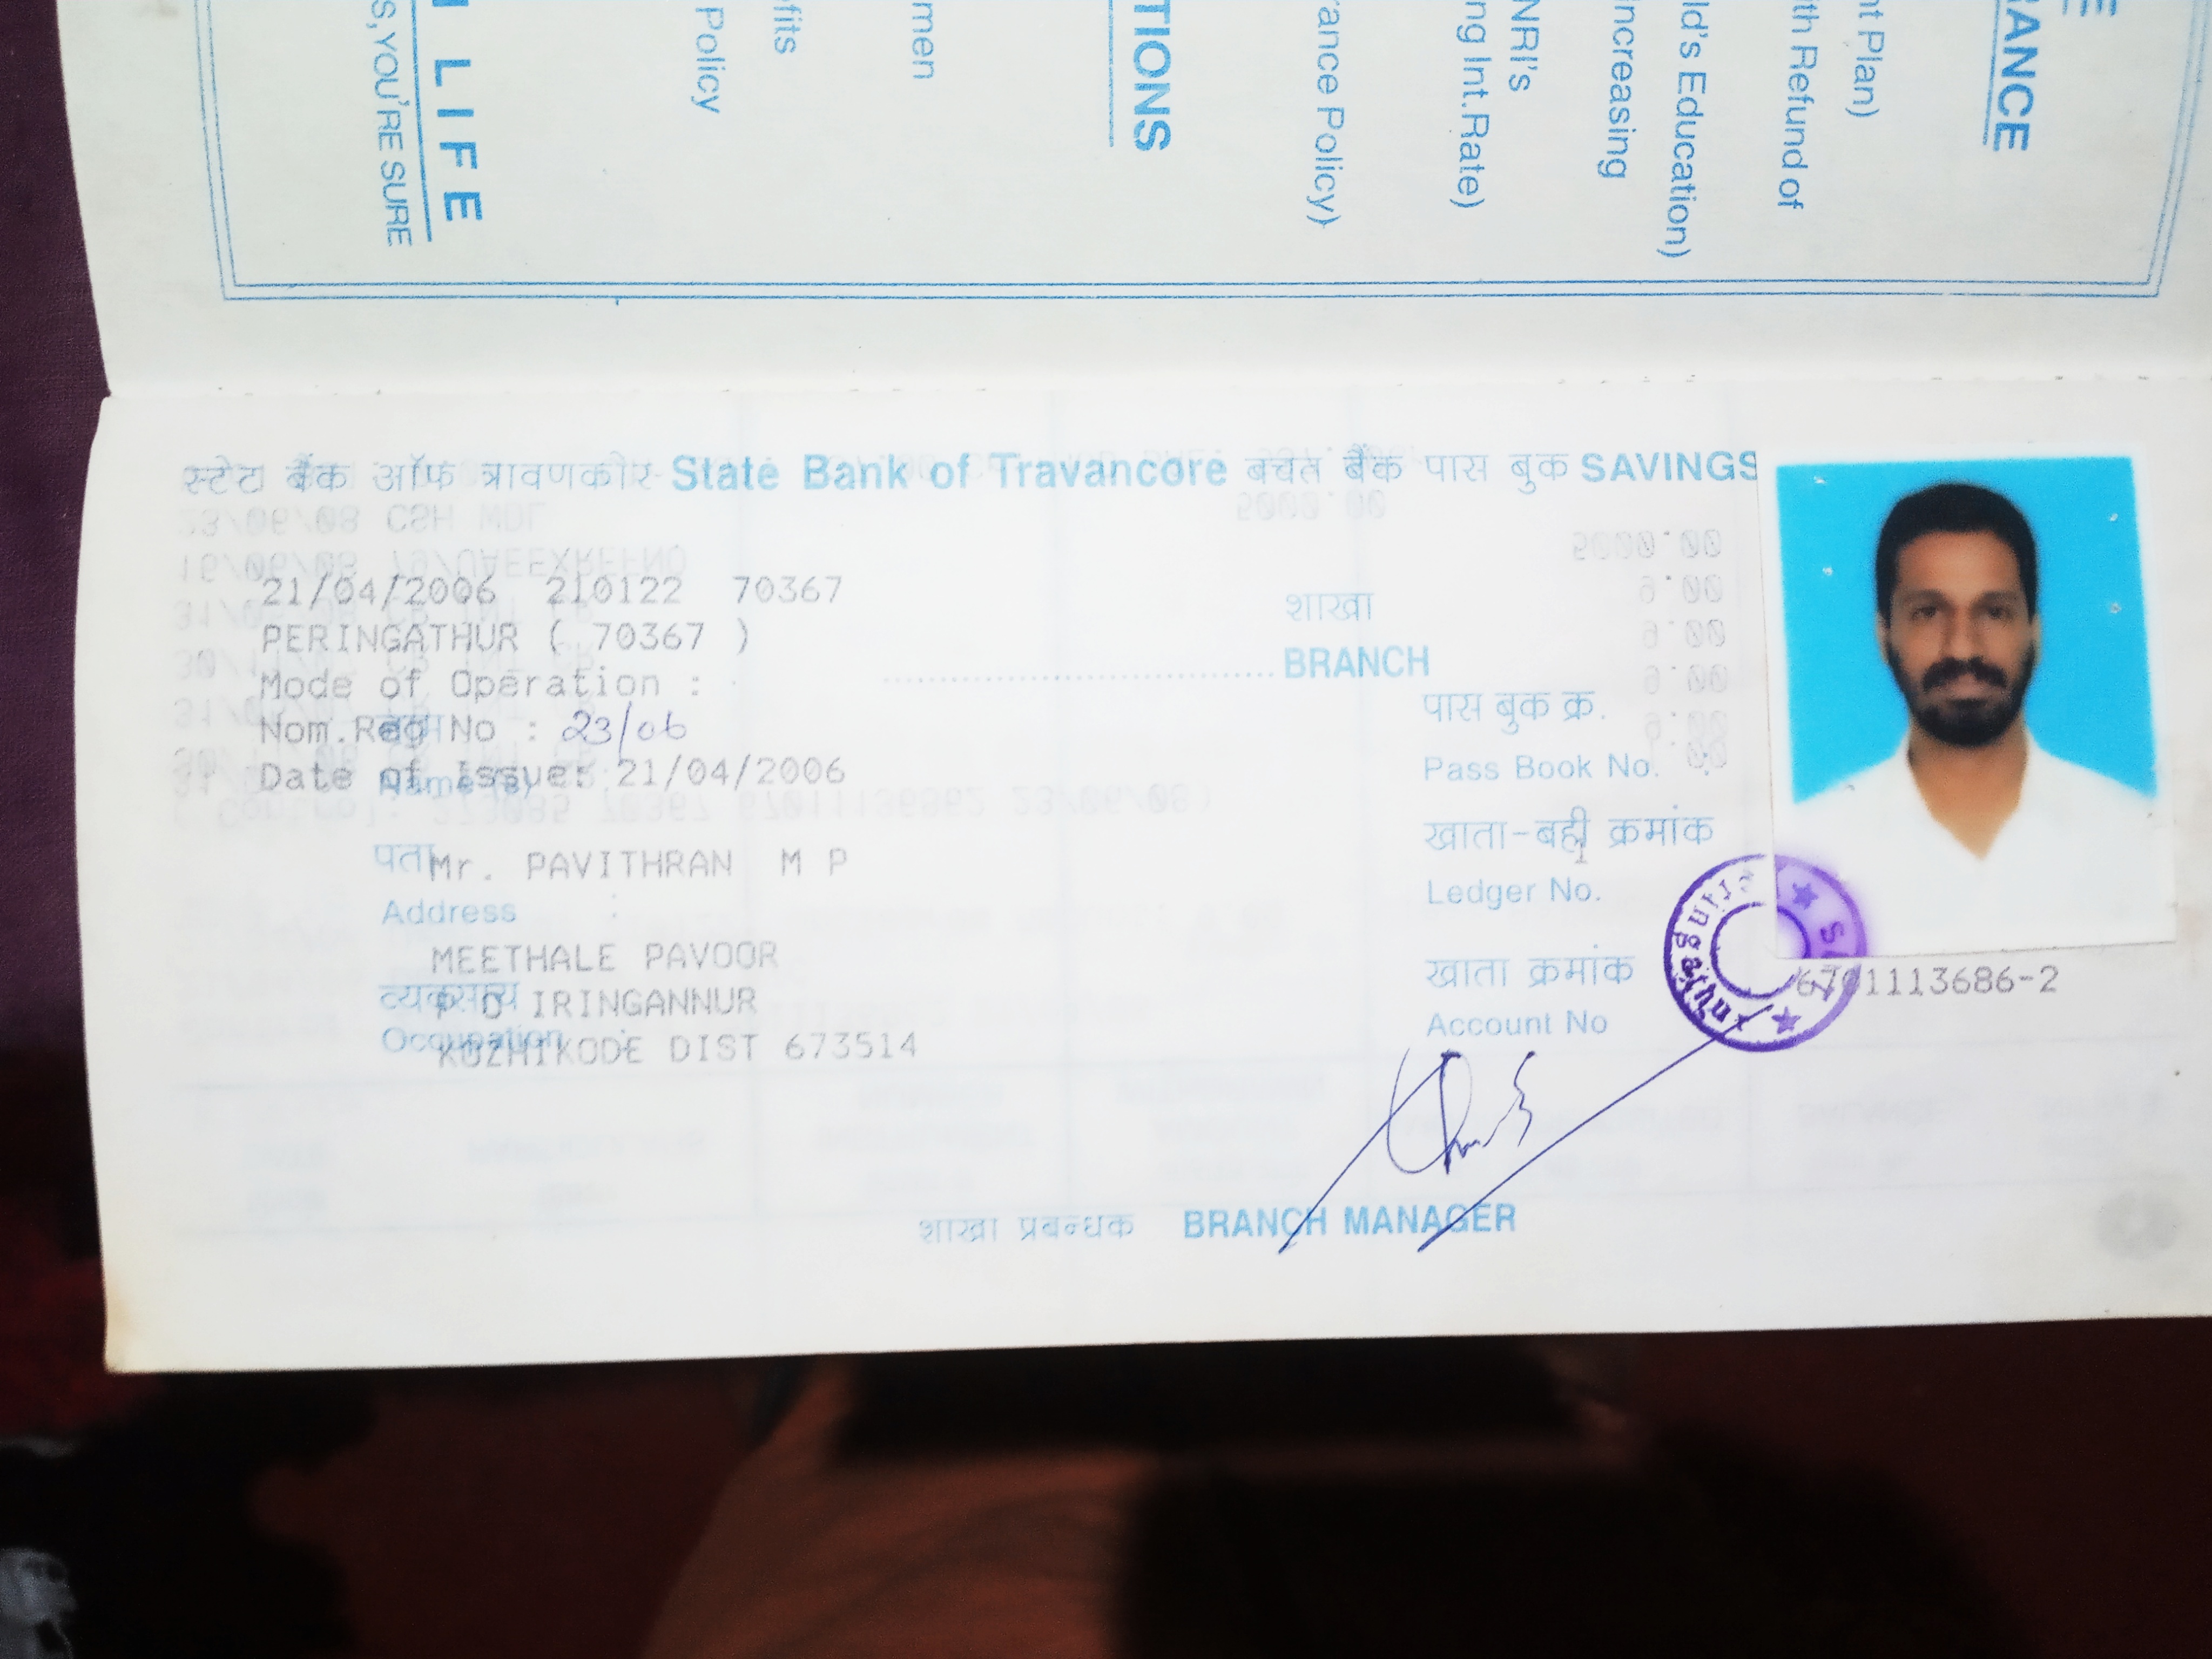 S,YOU'RE SURE
LIFE
Policy
fits
men
TIONS
ance Policy)
ng Int.Rate)
NRI's
ncreasing
ld's Education)
th Refund of
nt Plan)
ANCE
स्टेट बैंक ऑफ त्रावणकोर State Bank of Travancore बचत बैंक पास बुक SAVINGS
21/04/2006 210122 70367
शाखा
PERINGATHUR ( 70367 )
BRANCH
Mode of Operation :
पास बुक क्र.
Nom.Reg No : 23/06
नाम
Pass Book No.
Date of Issue: 21/04/2006
Name (s)
खाता-बही क्रमांक
पता
Mr. PAVITHRAN M P
Ledger No.
Address :
MEETHALE PAVOOR
खाता क्रमांक
6701113686-2
व्यवसाय
P O IRINGANNUR
Account No
Occupation :
KOZHIKODE DIST 673514
शाखा प्रबन्धक BRANCH MANAGER